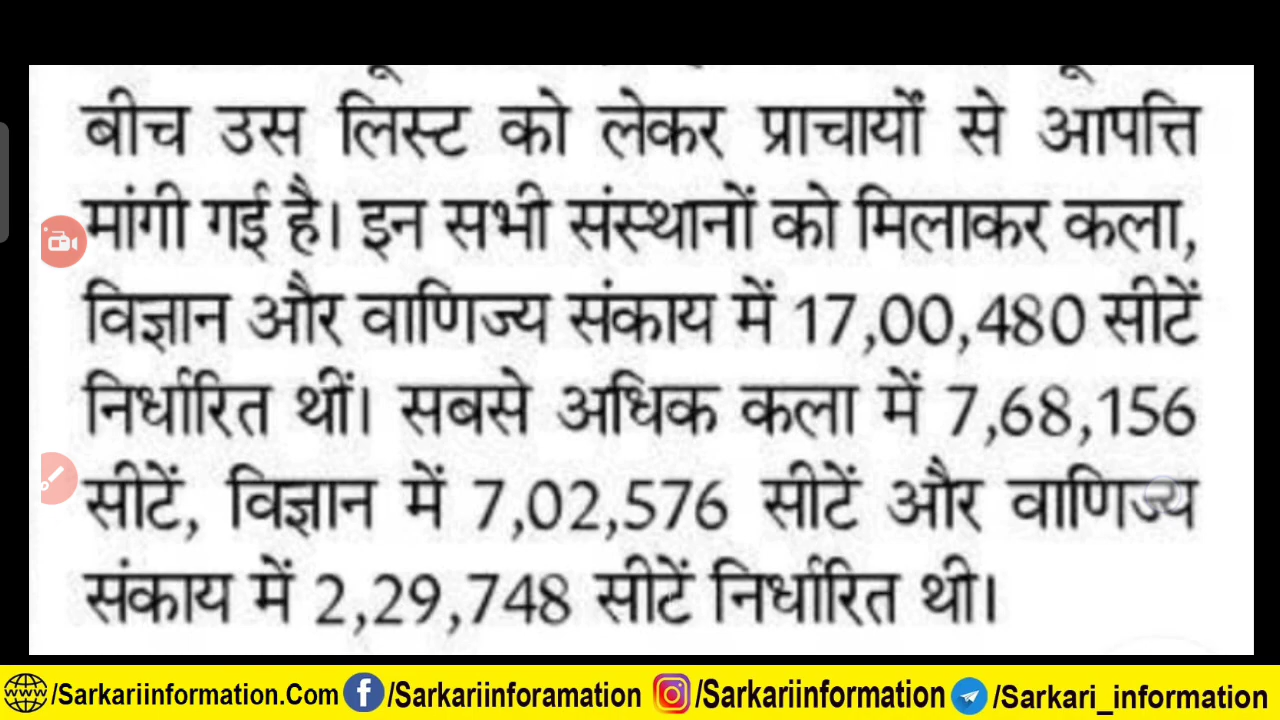 बीच उस लिस्ट को लेकर प्राचार्यों से आपत्ति
मांगी गई है। इन सभी संस्थानों को मिलाकर कला,
विज्ञान और वाणिज्य संकाय में 17,00,480 सीटें
निर्धारित थीं। सबसे अधिक कला में 7,68,156
सीटें, विज्ञान में 7,02,576 सीटें और वाणिज्य
संकाय में 2,29,748 सीटें निर्धारित थी।
www /Sarkariinformation.Com /Sarkariinforamation /Sarkariinformation /Sarkari_information